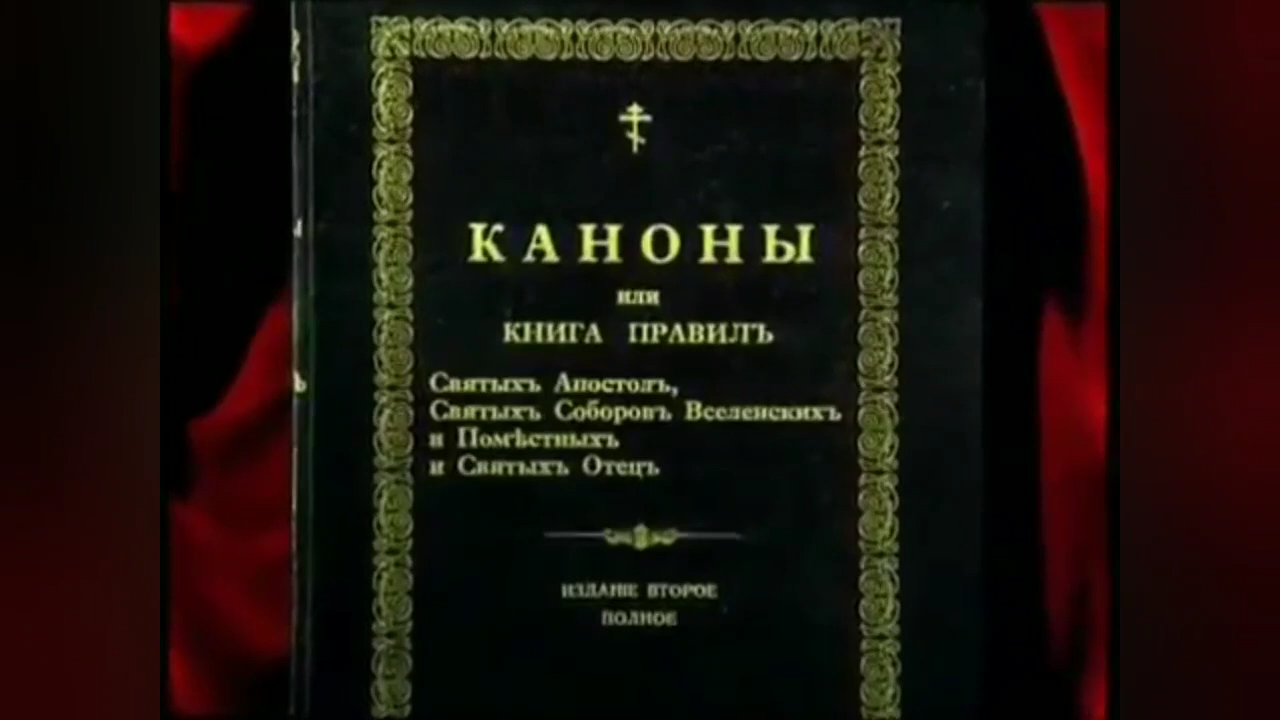 КАНОНЫ
или
КНИГА ПРАВИЛЪ
Святыхъ Апостолъ,
Святыхъ Соборовъ Вселенскихъ
и Помѣстныхъ
и Святыхъ Отецъ
ИЗДАНІЕ ВТОРОЕ
ПОЛНОЕ